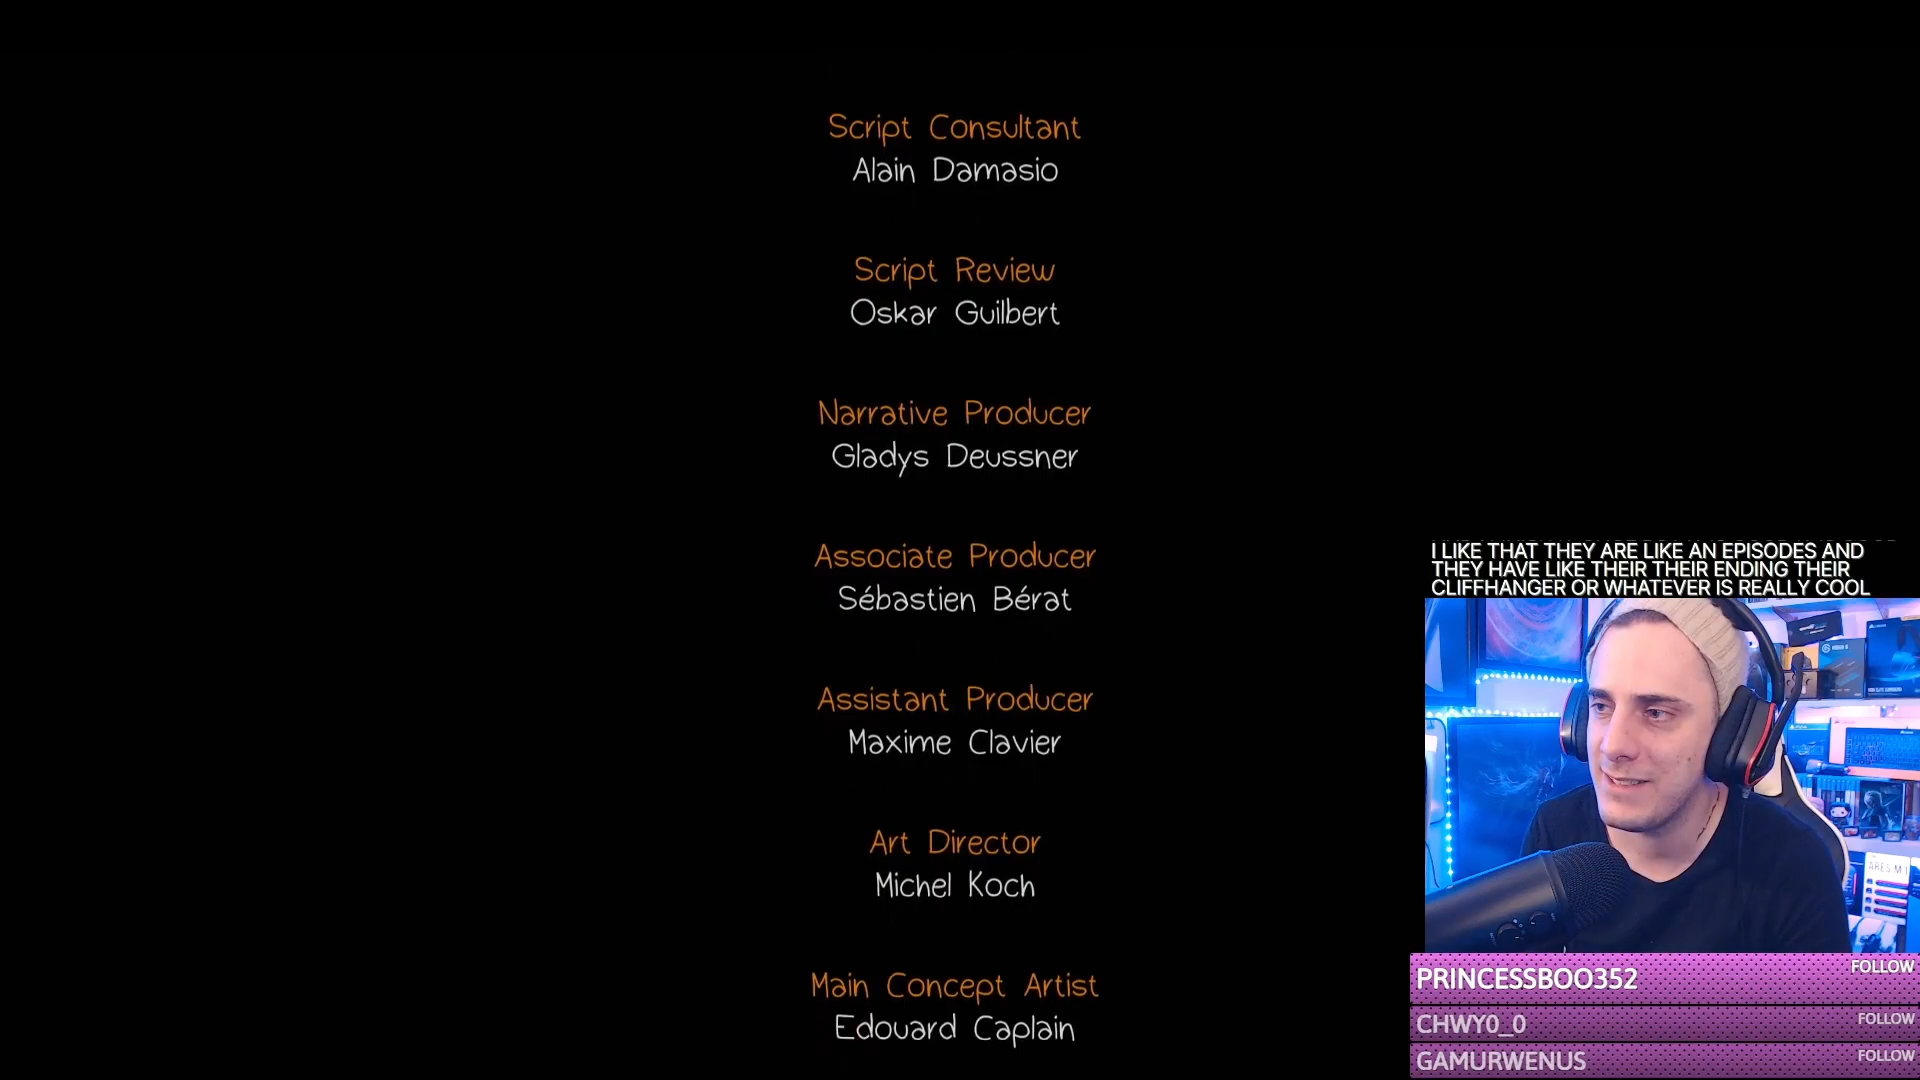 Script Consultant
Alain Damasio
Script Review
Oskar Guilbert
Narrative Producer
Gladys Deussner
Associate Producer
Sébastien Bérat
Assistant Producer
Maxime Clavier
Art Director
Michel Koch
Main Concept Artist
Edouard Caplain
I LIKE THAT THEY ARE LIKE AN EPISODES AND
THEY HAVE LIKE THEIR THEIR ENDING THEIR
CLIFFHANGER OR WHATEVER IS REALLY COOL
ARES M1
PRINCESSBOO352 FOLLOW
CHWY0_0 FOLLOW
GAMURWENUS FOLLOW